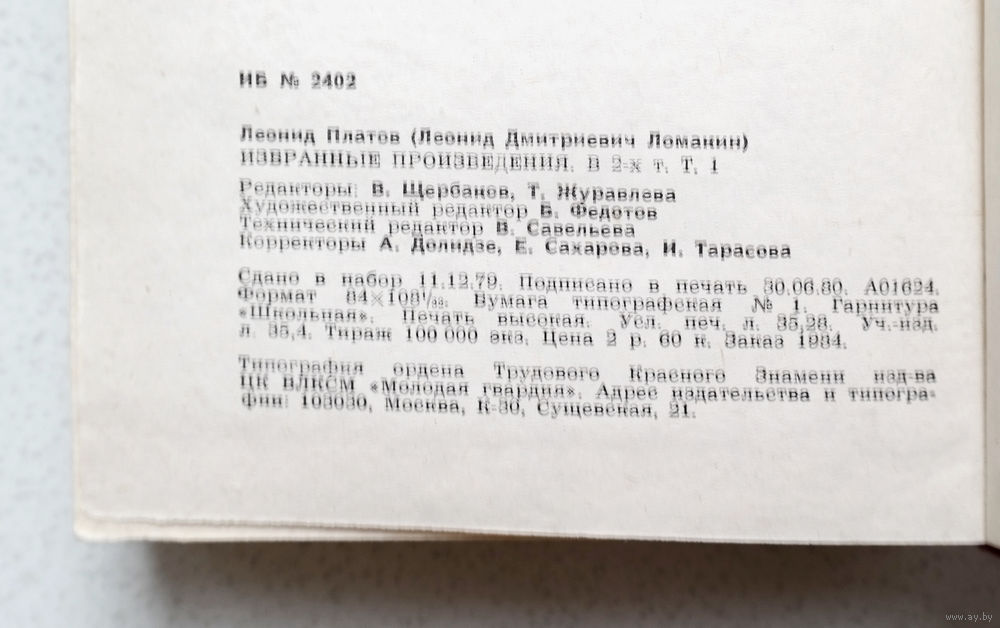 ИБ № 2402
Леонид Платов (Леонид Дмитриевич Ломакин)
ИЗБРАННЫЕ ПРОИЗВЕДЕНИЯ. В 2-х т. Т. 1
Редакторы: В. Щербаков, Т. Журавлева
Художественный редактор Б. Федотов
Технический редактор В. Савельева
Корректоры А. Долидзе, Е. Сахарова, И. Тарасова
Сдано в набор 11.12.79. Подписано в печать 30.06.80. А01624.
Формат 84×108¹/₃₂. Бумага типографская № 1. Гарнитура
«Школьная». Печать высокая. Усл. печ. л. 35,28. Уч.-изд.
л. 35,4. Тираж 100 000 экз. Цена 2 р. 60 к. Заказ 1984.
Типография ордена Трудового Красного Знамени изд-ва
ЦК ВЛКСМ «Молодая гвардия». Адрес издательства и типогра-
фии: 103030, Москва, К-30, Сущевская, 21.
www.ay.by